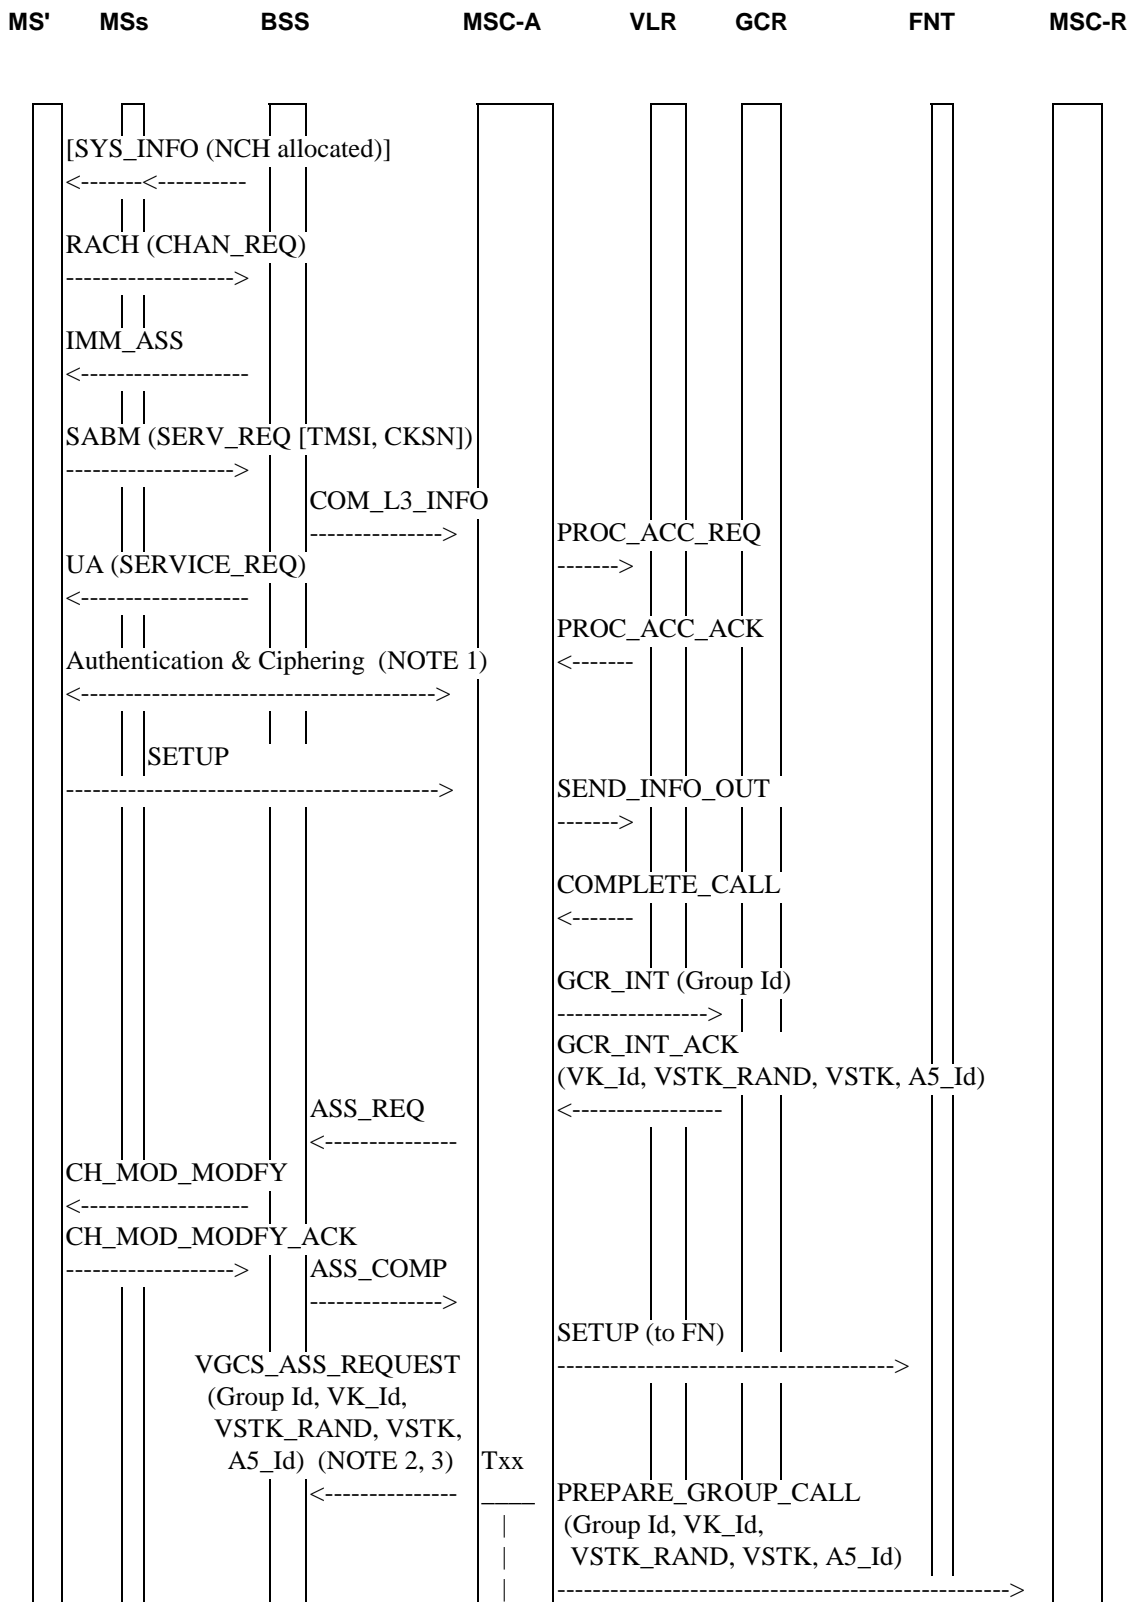 MS' MSs BSS MSC-A VLR GCR FNT MSC-R
[SYS_INFO (NCH allocated)]
<-------<----------
RACH (CHAN_REQ)
------------------->
IMM_ASS
<-------------------
SABM (SERV_REQ [TMSI, CKSN])
------------------->
COM_L3_INFO
---------------> PROC_ACC_REQ
UA (SERVICE_REQ) ------->
<-------------------
PROC_ACC_ACK
Authentication & Ciphering (NOTE 1) <-------
<---------------------------------------->
SETUP
------------------------------------------> SEND_INFO_OUT
------->
COMPLETE_CALL
<-------
GCR_INT (Group Id)
----------------->
GCR_INT_ACK
(VK_Id, VSTK_RAND, VSTK, A5_Id)
ASS_REQ <-----------------
<---------------
CH_MOD_MODFY
<-------------------
CH_MOD_MODFY_ACK
-------------------> ASS_COMP
--------------->
SETUP (to FN)
VGCS_ASS_REQUEST -------------------------------------->
(Group Id, VK_Id,
VSTK_RAND, VSTK,
A5_Id) (NOTE 2, 3) Txx
<--------------- ____ PREPARE_GROUP_CALL
| (Group Id, VK_Id,
| VSTK_RAND, VSTK, A5_Id)
| --------------------------------------------------->